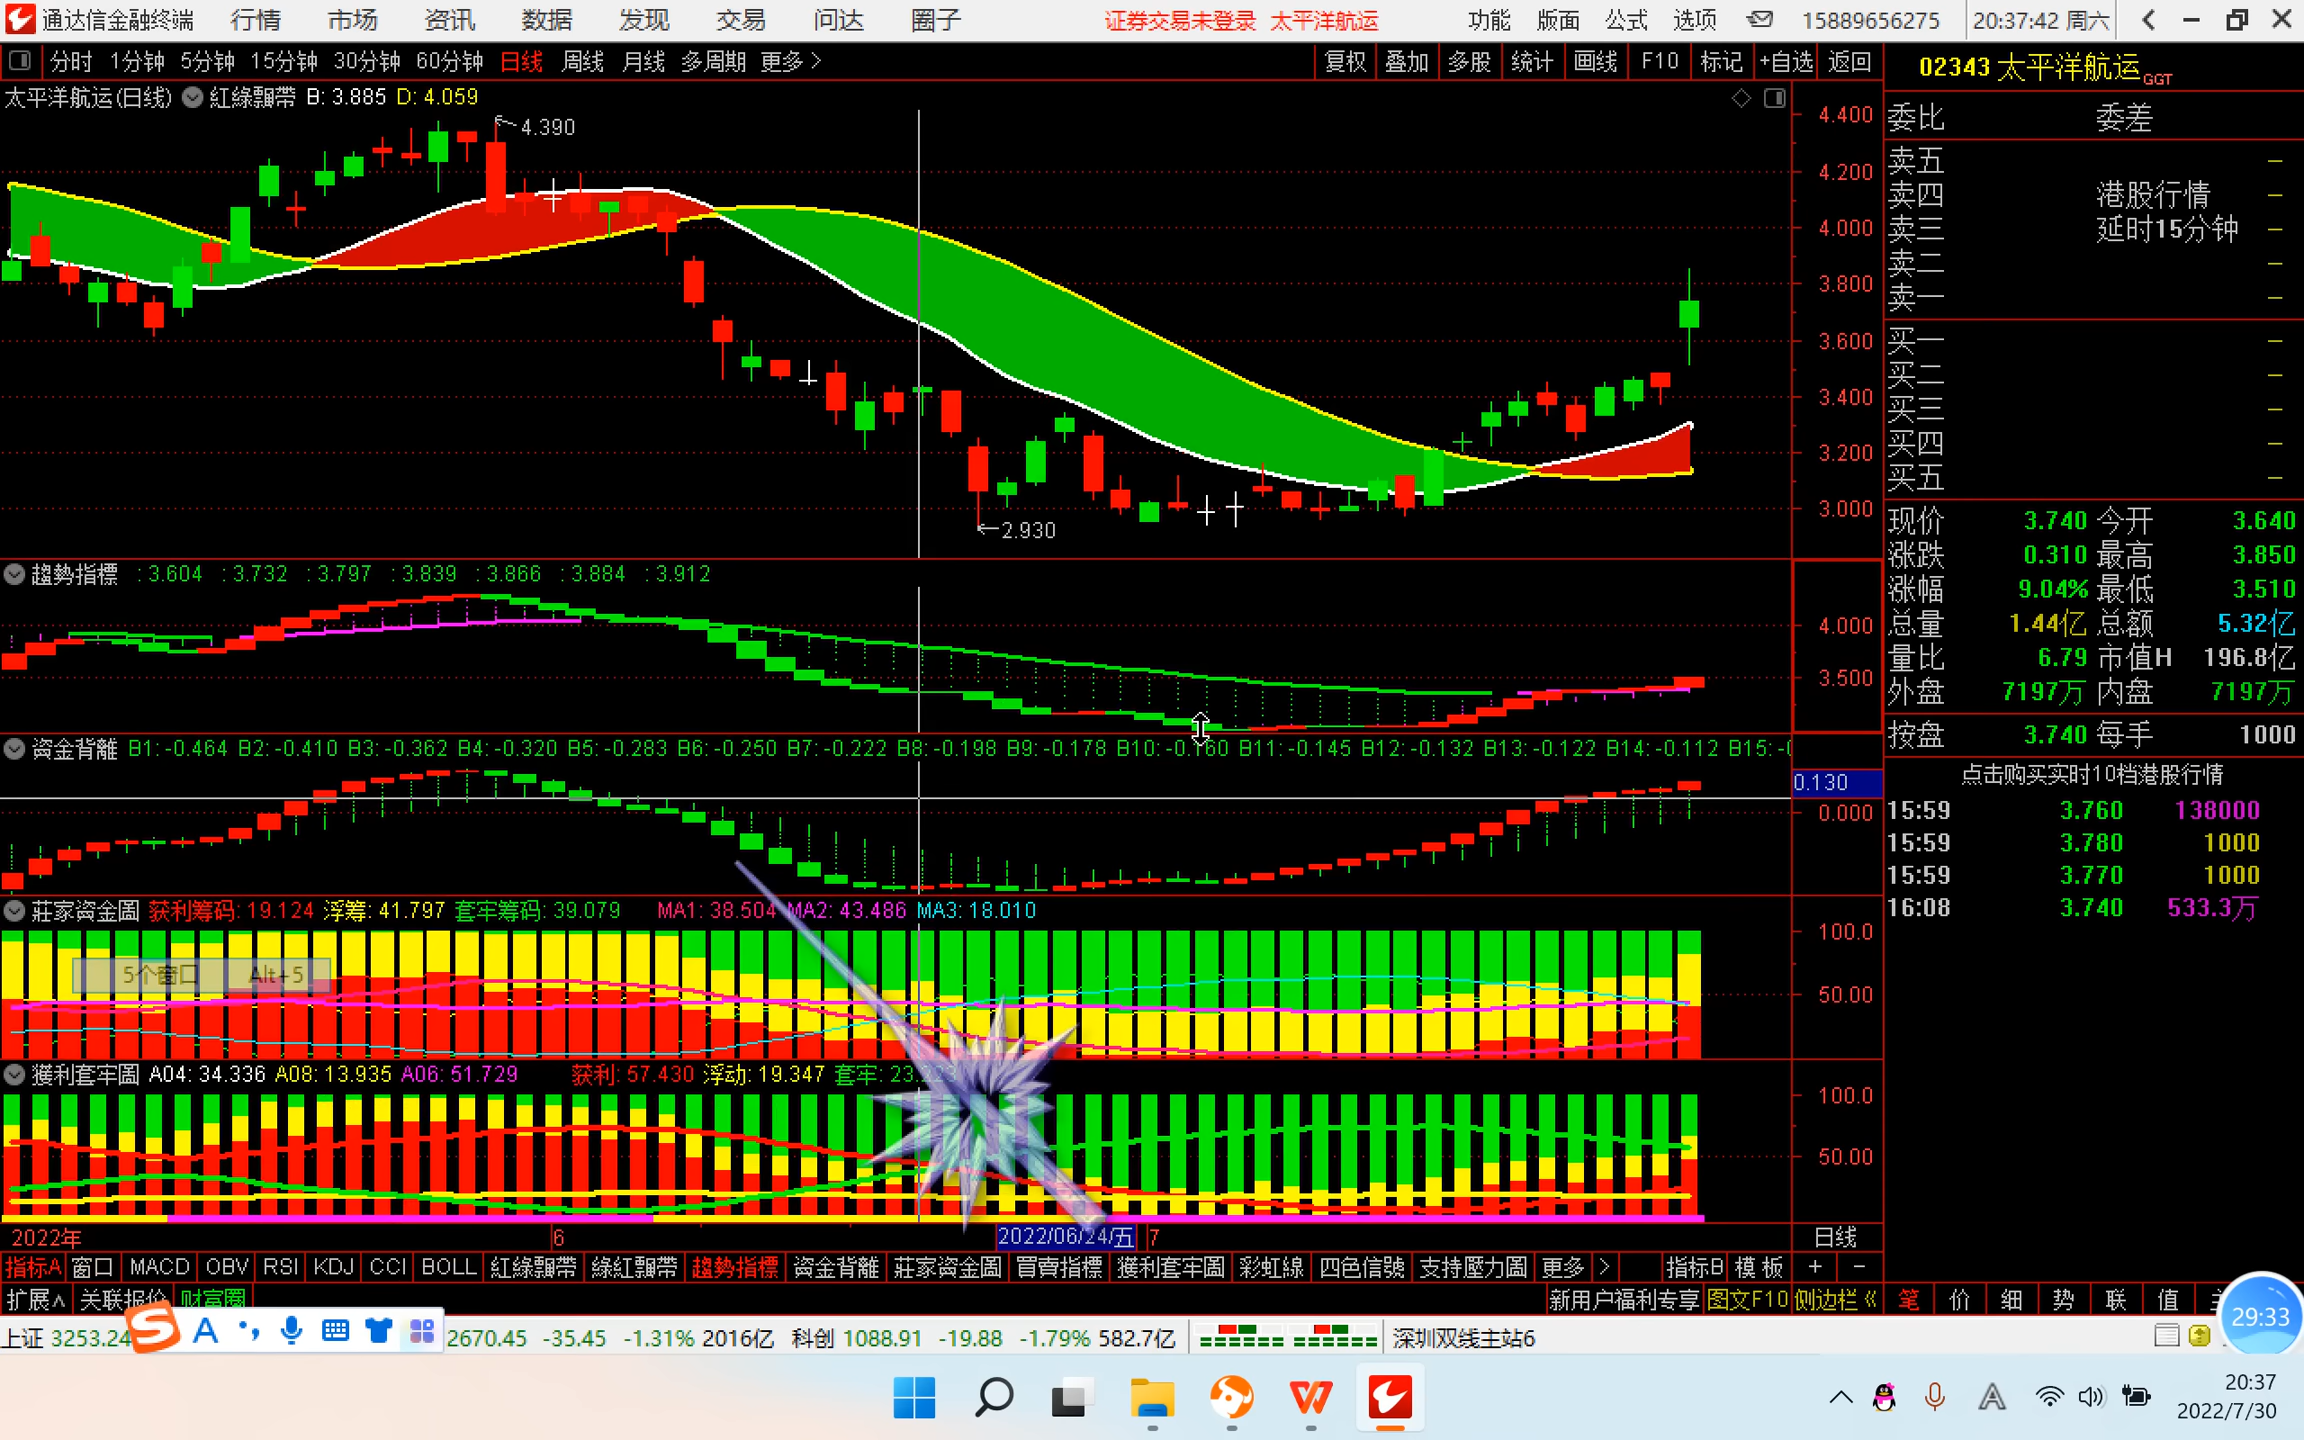 通达信金融终端 行情 市场 资讯 数据 发现 交易 问达 圈子 证券交易未登录 太平洋航运 功能 版面 公式 选项 15889656275 20:37:42 周六
分时 1分钟 5分钟 15分钟 30分钟 60分钟 日线 周线 月线 多周期 更多 > 复权 叠加 多股 统计 画线 F10 标记 +自选 返回
02343 太平洋航运 GGT
太平洋航运(日线) 紅綠飄帶 B: 3.885 D: 4.059
4.390
2.930
4.400
4.200
4.000
3.800
3.600
3.400
3.200
3.000
委比 委差
卖五 –
卖四 港股行情 –
卖三 延时15分钟 –
卖二 –
卖一 –
买一 –
买二 –
买三 –
买四 –
买五 –
现价 3.740 今开 3.640
涨跌 0.310 最高 3.850
涨幅 9.04% 最低 3.510
总量 1.44亿 总额 5.32亿
量比 6.79 市值H 196.8亿
外盘 7197万 内盘 7197万
按盘 3.740 每手 1000
点击购买实时10档港股行情
15:59 3.760 138000
15:59 3.780 1000
15:59 3.770 1000
16:08 3.740 533.3万
趨勢指標 : 3.604 : 3.732 : 3.797 : 3.839 : 3.866 : 3.884 : 3.912
4.000
3.500
资金背離 B1: -0.464 B2: -0.410 B3: -0.362 B4: -0.320 B5: -0.283 B6: -0.250 B7: -0.222 B8: -0.198 B9: -0.178 B10: -0.160 B11: -0.145 B12: -0.132 B13: -0.122 B14: -0.112 B15:
0.130
0.000
莊家资金圖 获利筹码: 19.124 浮筹: 41.797 套牢筹码: 39.079 MA1: 38.504 MA2: 43.486 MA3: 18.010
100.0
50.00
5个窗口 Alt+5
獲利套牢圖 A04: 34.336 A08: 13.935 A06: 51.729 获利: 57.430 浮动: 19.347 套牢: 23.223
100.0
50.00
2022年 6 2022/06/24/五 7 日线
指标A 窗口 MACD OBV RSI KDJ CCI BOLL 紅綠飄帶 綠紅飄帶 趨勢指標 资金背離 莊家资金圖 買賣指標 獲利套牢圖 彩虹線 四色信號 支持壓力圖 更多 > 指标B 模板 + −
扩展∧ 关联报价 财富圈 新用户福利专享 图文F10 侧边栏《 笔 价 细 势 联 值
29:33
上证 3253.24 2670.45 -35.45 -1.31% 2016亿 科创 1088.91 -19.88 -1.79% 582.7亿 深圳双线主站6
20:37
2022/7/30